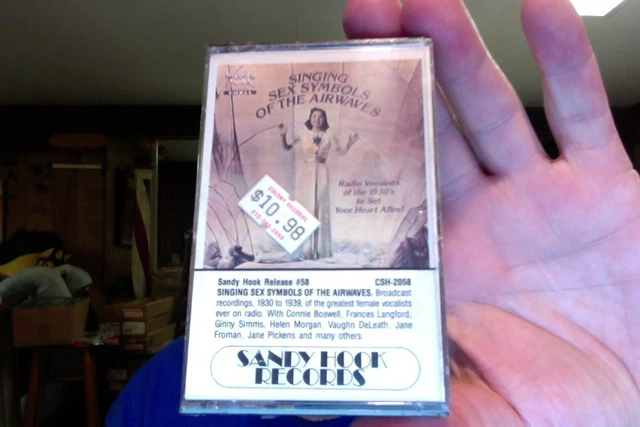 SINGING
SEX SYMBOLS
OF THE AIRWAVES
Radio Vocalists
of the 1930's
to Set
Your Heart Afire!
COLONY RECORDS
$10.98
Sandy Hook Release #58 CSH-2058
SINGING SEX SYMBOLS OF THE AIRWAVES. Broadcast
recordings, 1930 to 1939, of the greatest female vocalists
ever on radio. With Connie Boswell, Frances Langford,
Ginny Simms, Helen Morgan, Vaughn DeLeath, Jane
Froman, Jane Pickens and many others.
SANDY HOOK
RECORDS